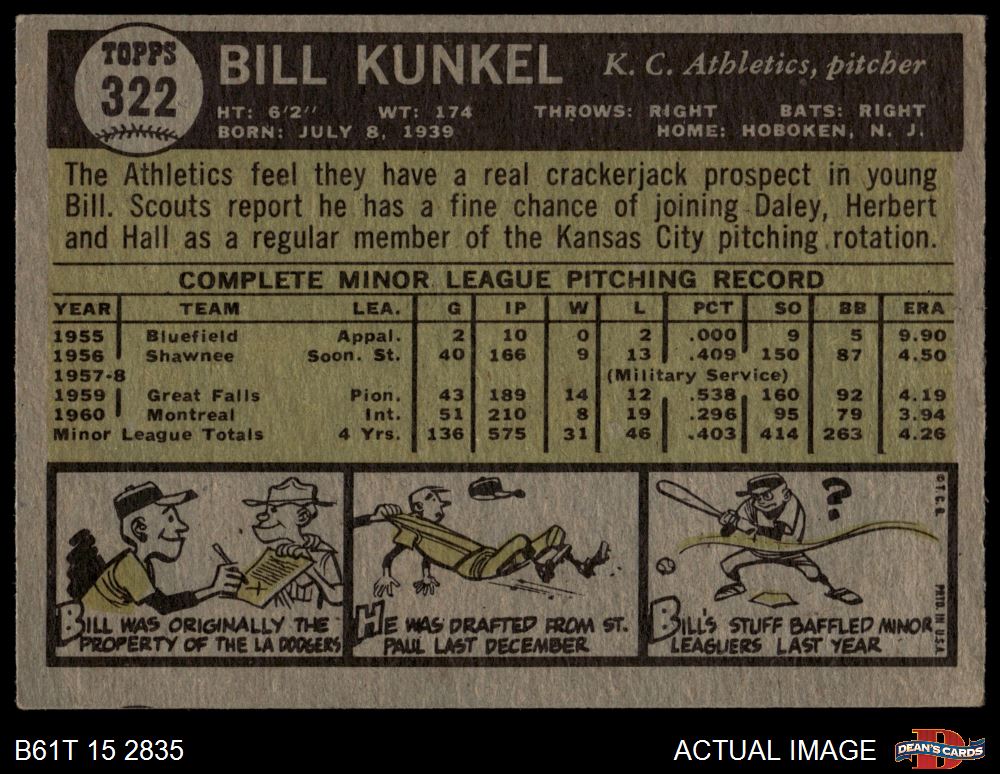 TOPPS
322
BILL KUNKEL K. C. Athletics, pitcher
HT: 6'2" WT: 174 THROWS: RIGHT BATS: RIGHT
BORN: JULY 8, 1939 HOME: HOBOKEN, N. J.
The Athletics feel they have a real crackerjack prospect in young
Bill. Scouts report he has a fine chance of joining Daley, Herbert
and Hall as a regular member of the Kansas City pitching rotation.
COMPLETE MINOR LEAGUE PITCHING RECORD
YEAR TEAM LEA. G IP W L PCT SO BB ERA
1955 Bluefield Appal. 2 10 0 2 .000 9 5 9.90
1956 Shawnee Soon. St. 40 166 9 13 .409 150 87 4.50
1957-8 (Military Service)
1959 Great Falls Pion. 43 189 14 12 .538 160 92 4.19
1960 Montreal Int. 51 210 8 19 .296 95 79 3.94
Minor League Totals 4 Yrs. 136 575 31 46 .403 414 263 4.26
BILL WAS ORIGINALLY THE
PROPERTY OF THE LA DODGERS
HE WAS DRAFTED FROM ST.
PAUL LAST DECEMBER
?
BILL'S STUFF BAFFLED MINOR
LEAGUERS LAST YEAR
© T. C. G.
PRTD. IN U.S.A.
B61T 15 2835
ACTUAL IMAGE
D
DEAN'S CARDS